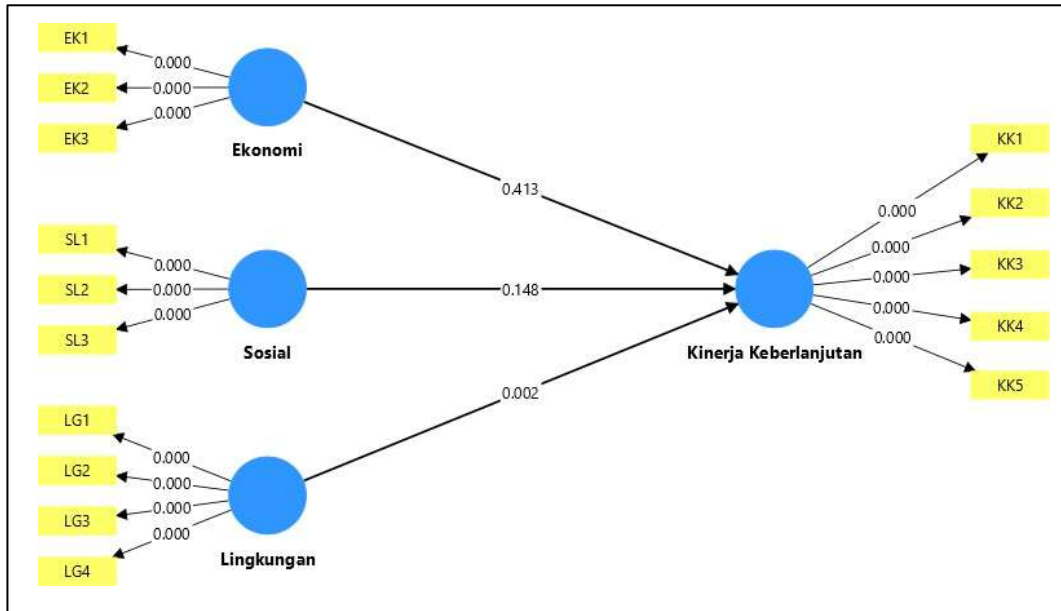 EK1
0.000
EK2
0.000
EK3
0.000
Ekonomi
0.413
SL1
0.000
SL2
0.000
SL3
0.000
Sosial
0.148
LG1
0.000
LG2
0.000
LG3
0.000
LG4
0.000
Lingkungan
0.002
KK1
0.000
KK2
0.000
KK3
0.000
KK4
0.000
KK5
0.000
Kinerja Keberlanjutan